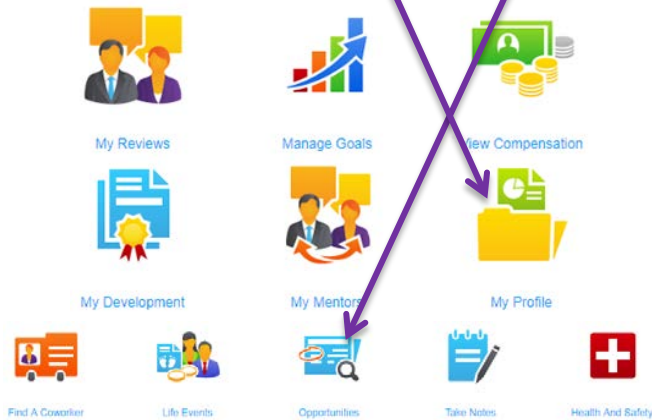 My Reviews
Manage Goals
View Compensation
My Development
My Mentors
My Profile
Find A Coworker
Life Events
Opportunities
Take Notes
Health And Safety